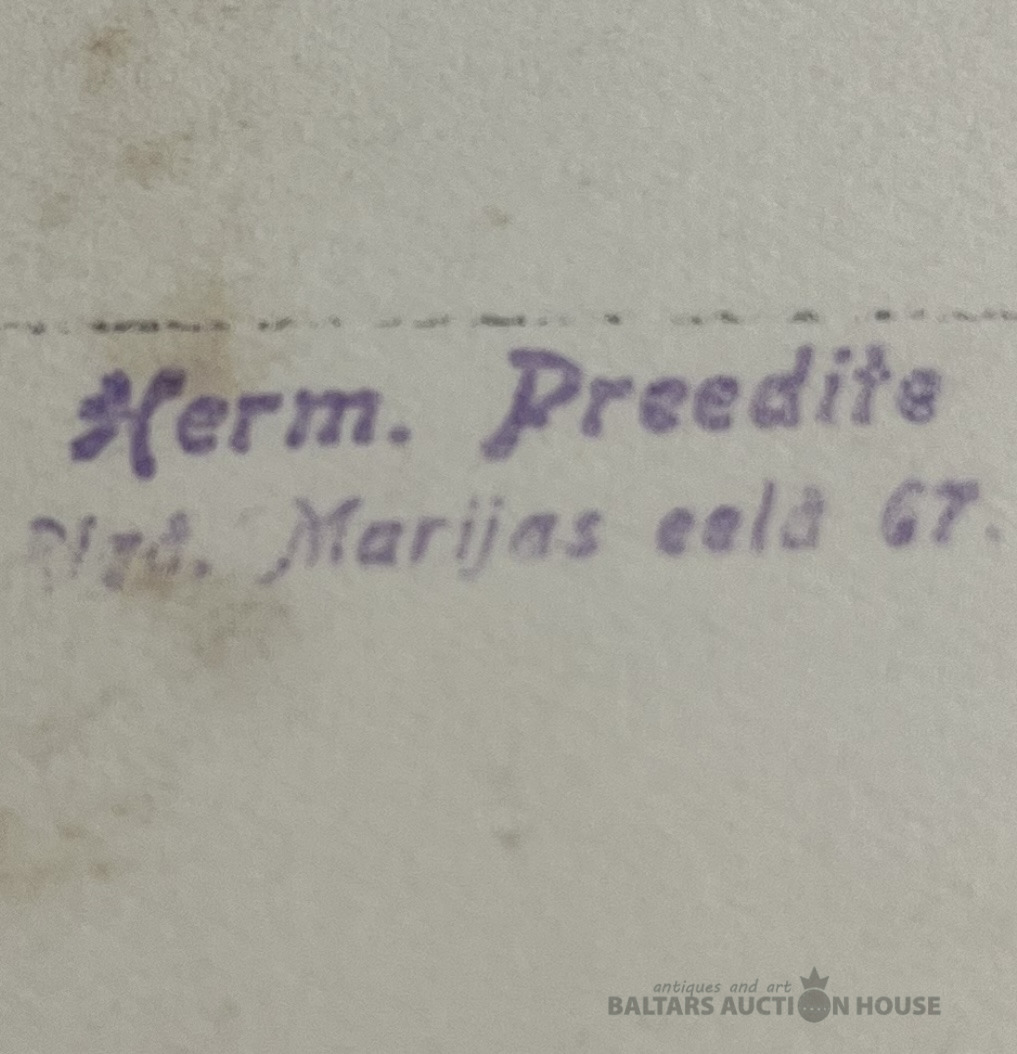 Herm. Preedite
Marijas eelā 67.
antiques and art
BALTARS AUCTION HOUSE